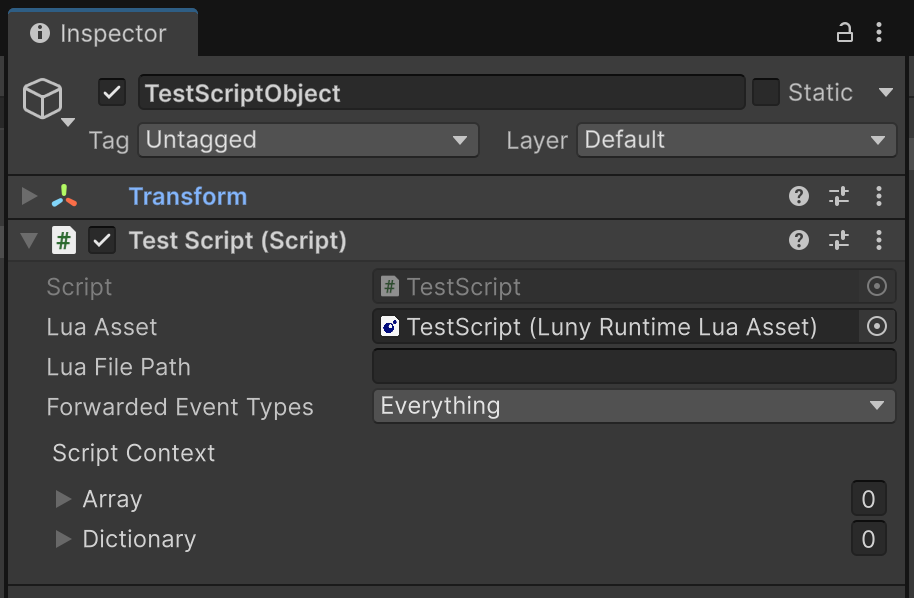 Inspector
TestScriptObject Static
Tag Untagged Layer Default
Transform
# Test Script (Script)
Script # TestScript
Lua Asset TestScript (Luny Runtime Lua Asset)
Lua File Path
Forwarded Event Types Everything
Script Context
Array 0
Dictionary 0